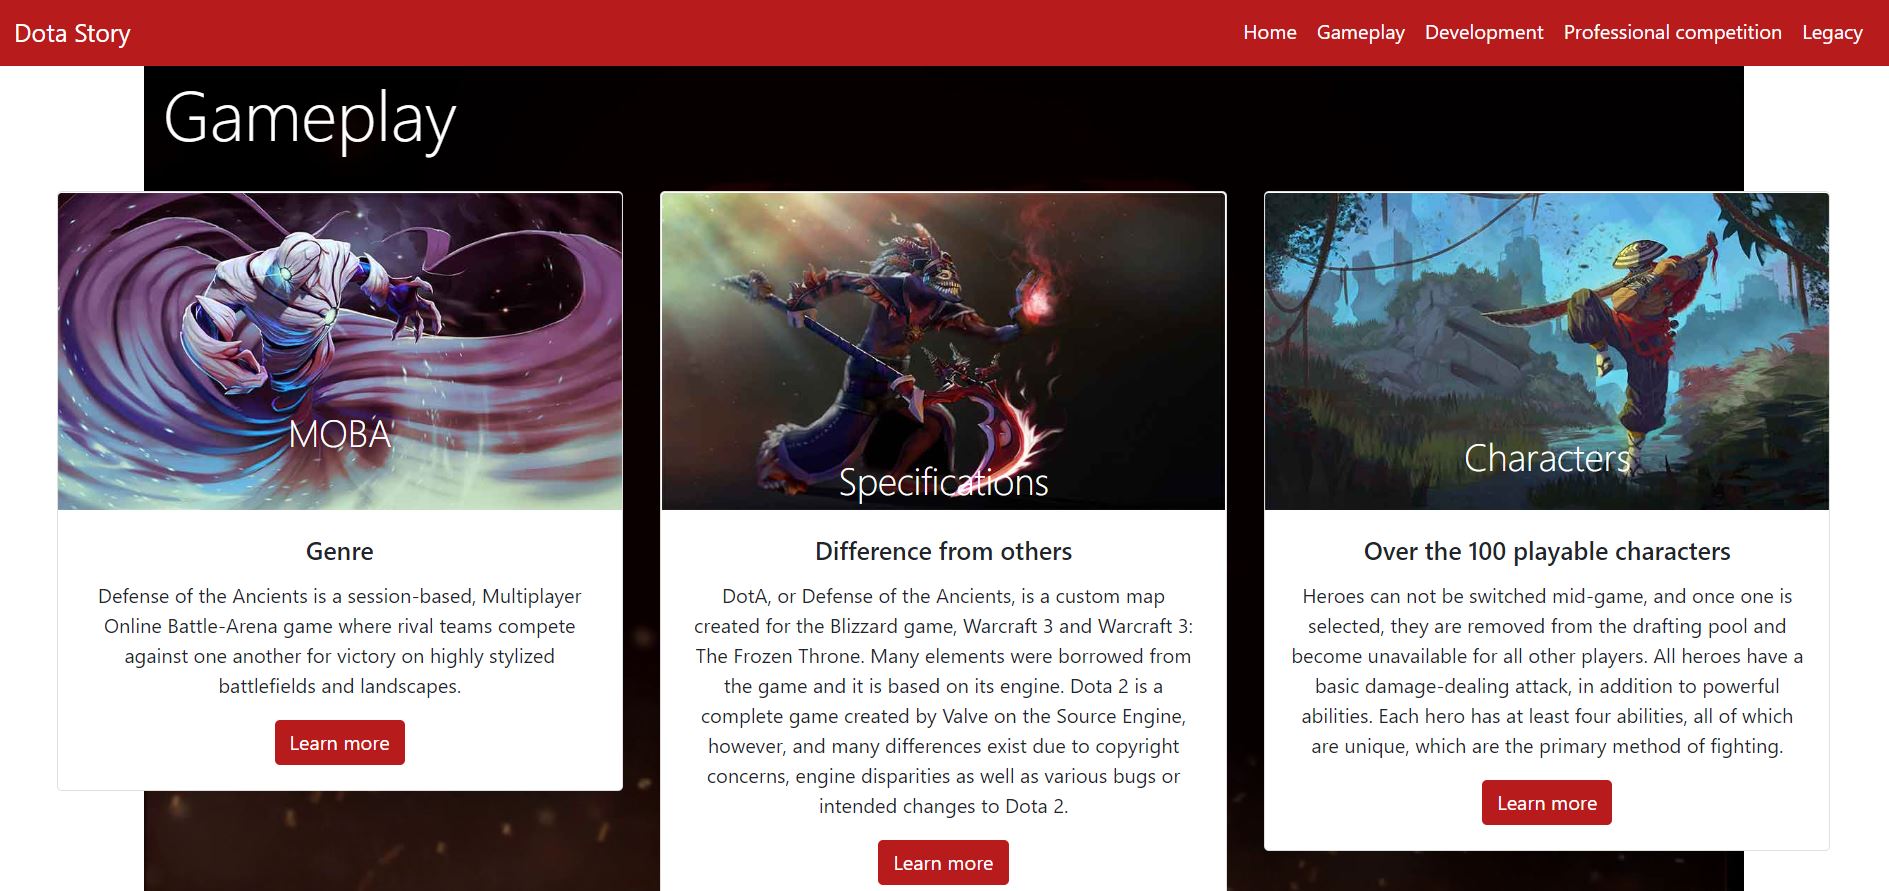 Dota Story
Home Gameplay Development Professional competition Legacy
Gameplay
MOBA
Genre
Defense of the Ancients is a session-based, Multiplayer
Online Battle-Arena game where rival teams compete
against one another for victory on highly stylized
battlefields and landscapes.
Learn more
Specifications
Difference from others
DotA, or Defense of the Ancients, is a custom map
created for the Blizzard game, Warcraft 3 and Warcraft 3:
The Frozen Throne. Many elements were borrowed from
the game and it is based on its engine. Dota 2 is a
complete game created by Valve on the Source Engine,
however, and many differences exist due to copyright
concerns, engine disparities as well as various bugs or
intended changes to Dota 2.
Learn more
Characters
Over the 100 playable characters
Heroes can not be switched mid-game, and once one is
selected, they are removed from the drafting pool and
become unavailable for all other players. All heroes have a
basic damage-dealing attack, in addition to powerful
abilities. Each hero has at least four abilities, all of which
are unique, which are the primary method of fighting.
Learn more